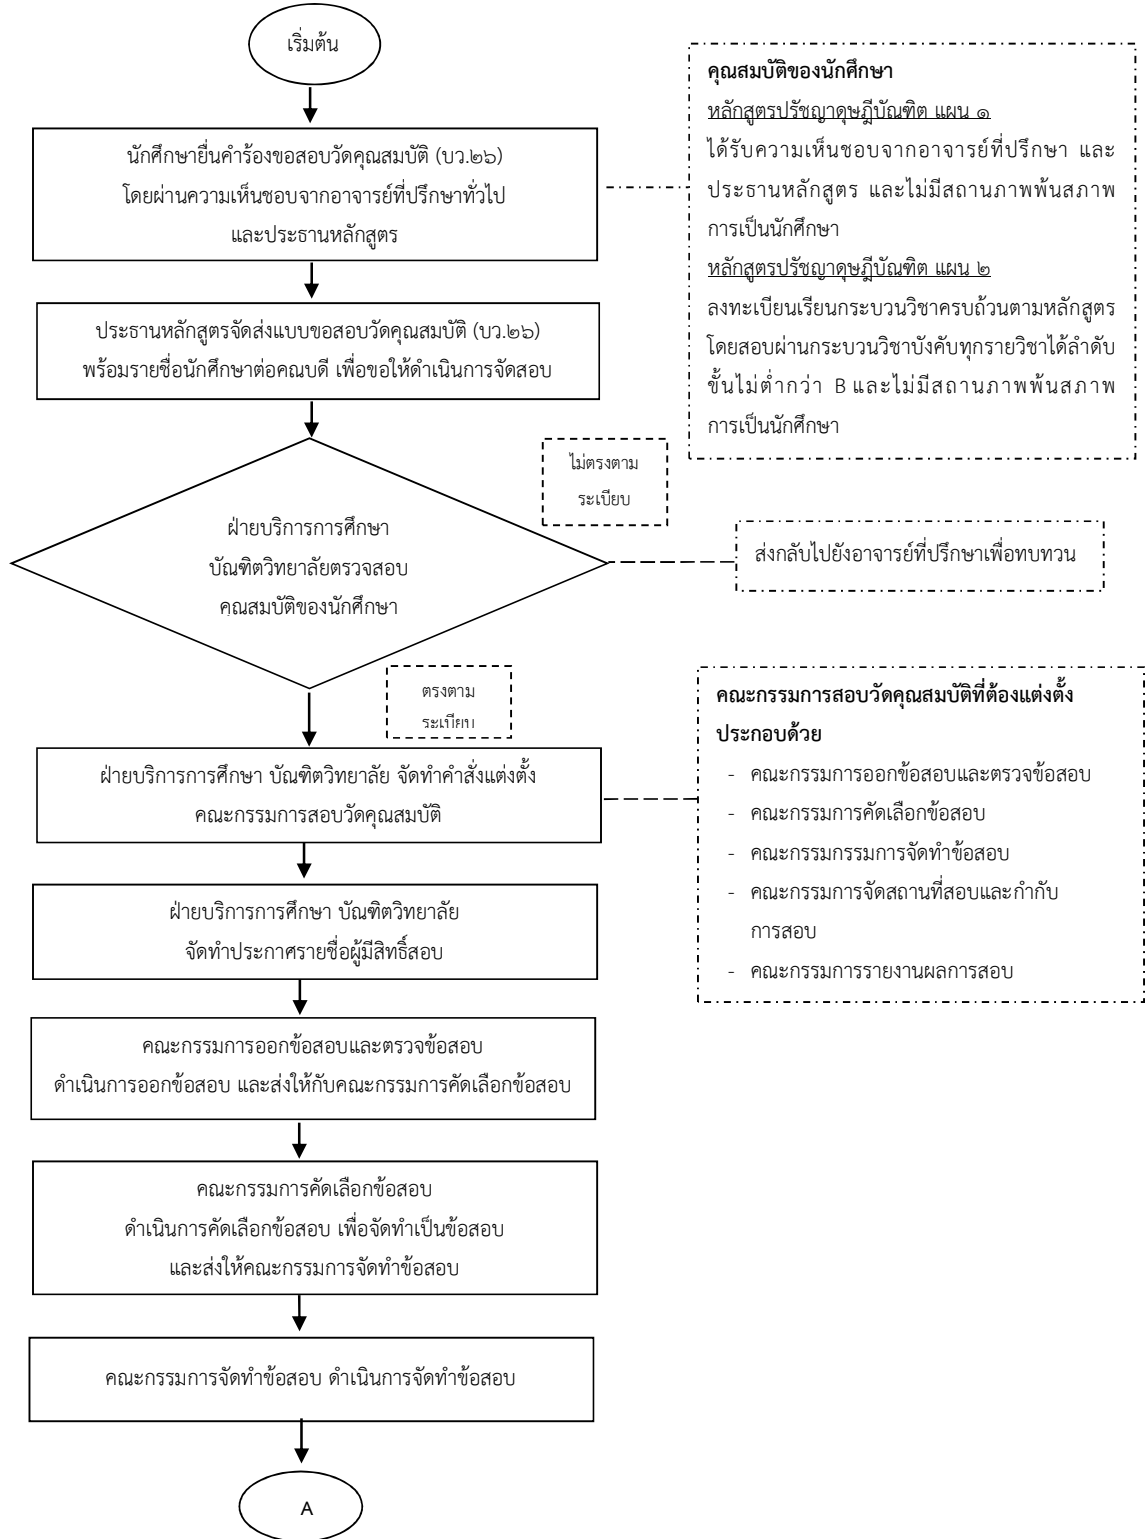 เริ่มต้น
นักศึกษายื่นคำร้องขอสอบวัดคุณสมบัติ (บว.๒๖)
โดยผ่านความเห็นชอบจากอาจารย์ที่ปรึกษาทั่วไป
และประธานหลักสูตร
คุณสมบัติของนักศึกษา
หลักสูตรปรัชญาดุษฎีบัณฑิต แผน ๑
ได้รับความเห็นชอบจากอาจารย์ที่ปรึกษา และ
ประธานหลักสูตร และไม่มีสถานภาพพ้นสภาพ
การเป็นนักศึกษา
หลักสูตรปรัชญาดุษฎีบัณฑิต แผน ๒
ลงทะเบียนเรียนกระบวนวิชาครบถ้วนตามหลักสูตร
โดยสอบผ่านกระบวนวิชาบังคับทุกรายวิชาได้ลำดับ
ขั้นไม่ต่ำกว่า B และไม่มีสถานภาพพ้นสภาพ
การเป็นนักศึกษา
ประธานหลักสูตรจัดส่งแบบขอสอบวัดคุณสมบัติ (บว.๒๖)
พร้อมรายชื่อนักศึกษาต่อคณบดี เพื่อขอให้ดำเนินการจัดสอบ
ฝ่ายบริการการศึกษา
บัณฑิตวิทยาลัยตรวจสอบ
คุณสมบัติของนักศึกษา
ไม่ตรงตาม
ระเบียบ
ส่งกลับไปยังอาจารย์ที่ปรึกษาเพื่อทบทวน
ตรงตาม
ระเบียบ
ฝ่ายบริการการศึกษา บัณฑิตวิทยาลัย จัดทำคำสั่งแต่งตั้ง
คณะกรรมการสอบวัดคุณสมบัติ
คณะกรรมการสอบวัดคุณสมบัติที่ต้องแต่งตั้ง
ประกอบด้วย
- คณะกรรมการออกข้อสอบและตรวจข้อสอบ
- คณะกรรมการคัดเลือกข้อสอบ
- คณะกรรมกรรมการจัดทำข้อสอบ
- คณะกรรมการจัดสถานที่สอบและกำกับ
การสอบ
- คณะกรรมการรายงานผลการสอบ
ฝ่ายบริการการศึกษา บัณฑิตวิทยาลัย
จัดทำประกาศรายชื่อผู้มีสิทธิ์สอบ
คณะกรรมการออกข้อสอบและตรวจข้อสอบ
ดำเนินการออกข้อสอบ และส่งให้กับคณะกรรมการคัดเลือกข้อสอบ
คณะกรรมการคัดเลือกข้อสอบ
ดำเนินการคัดเลือกข้อสอบ เพื่อจัดทำเป็นข้อสอบ
และส่งให้คณะกรรมการจัดทำข้อสอบ
คณะกรรมการจัดทำข้อสอบ ดำเนินการจัดทำข้อสอบ
A